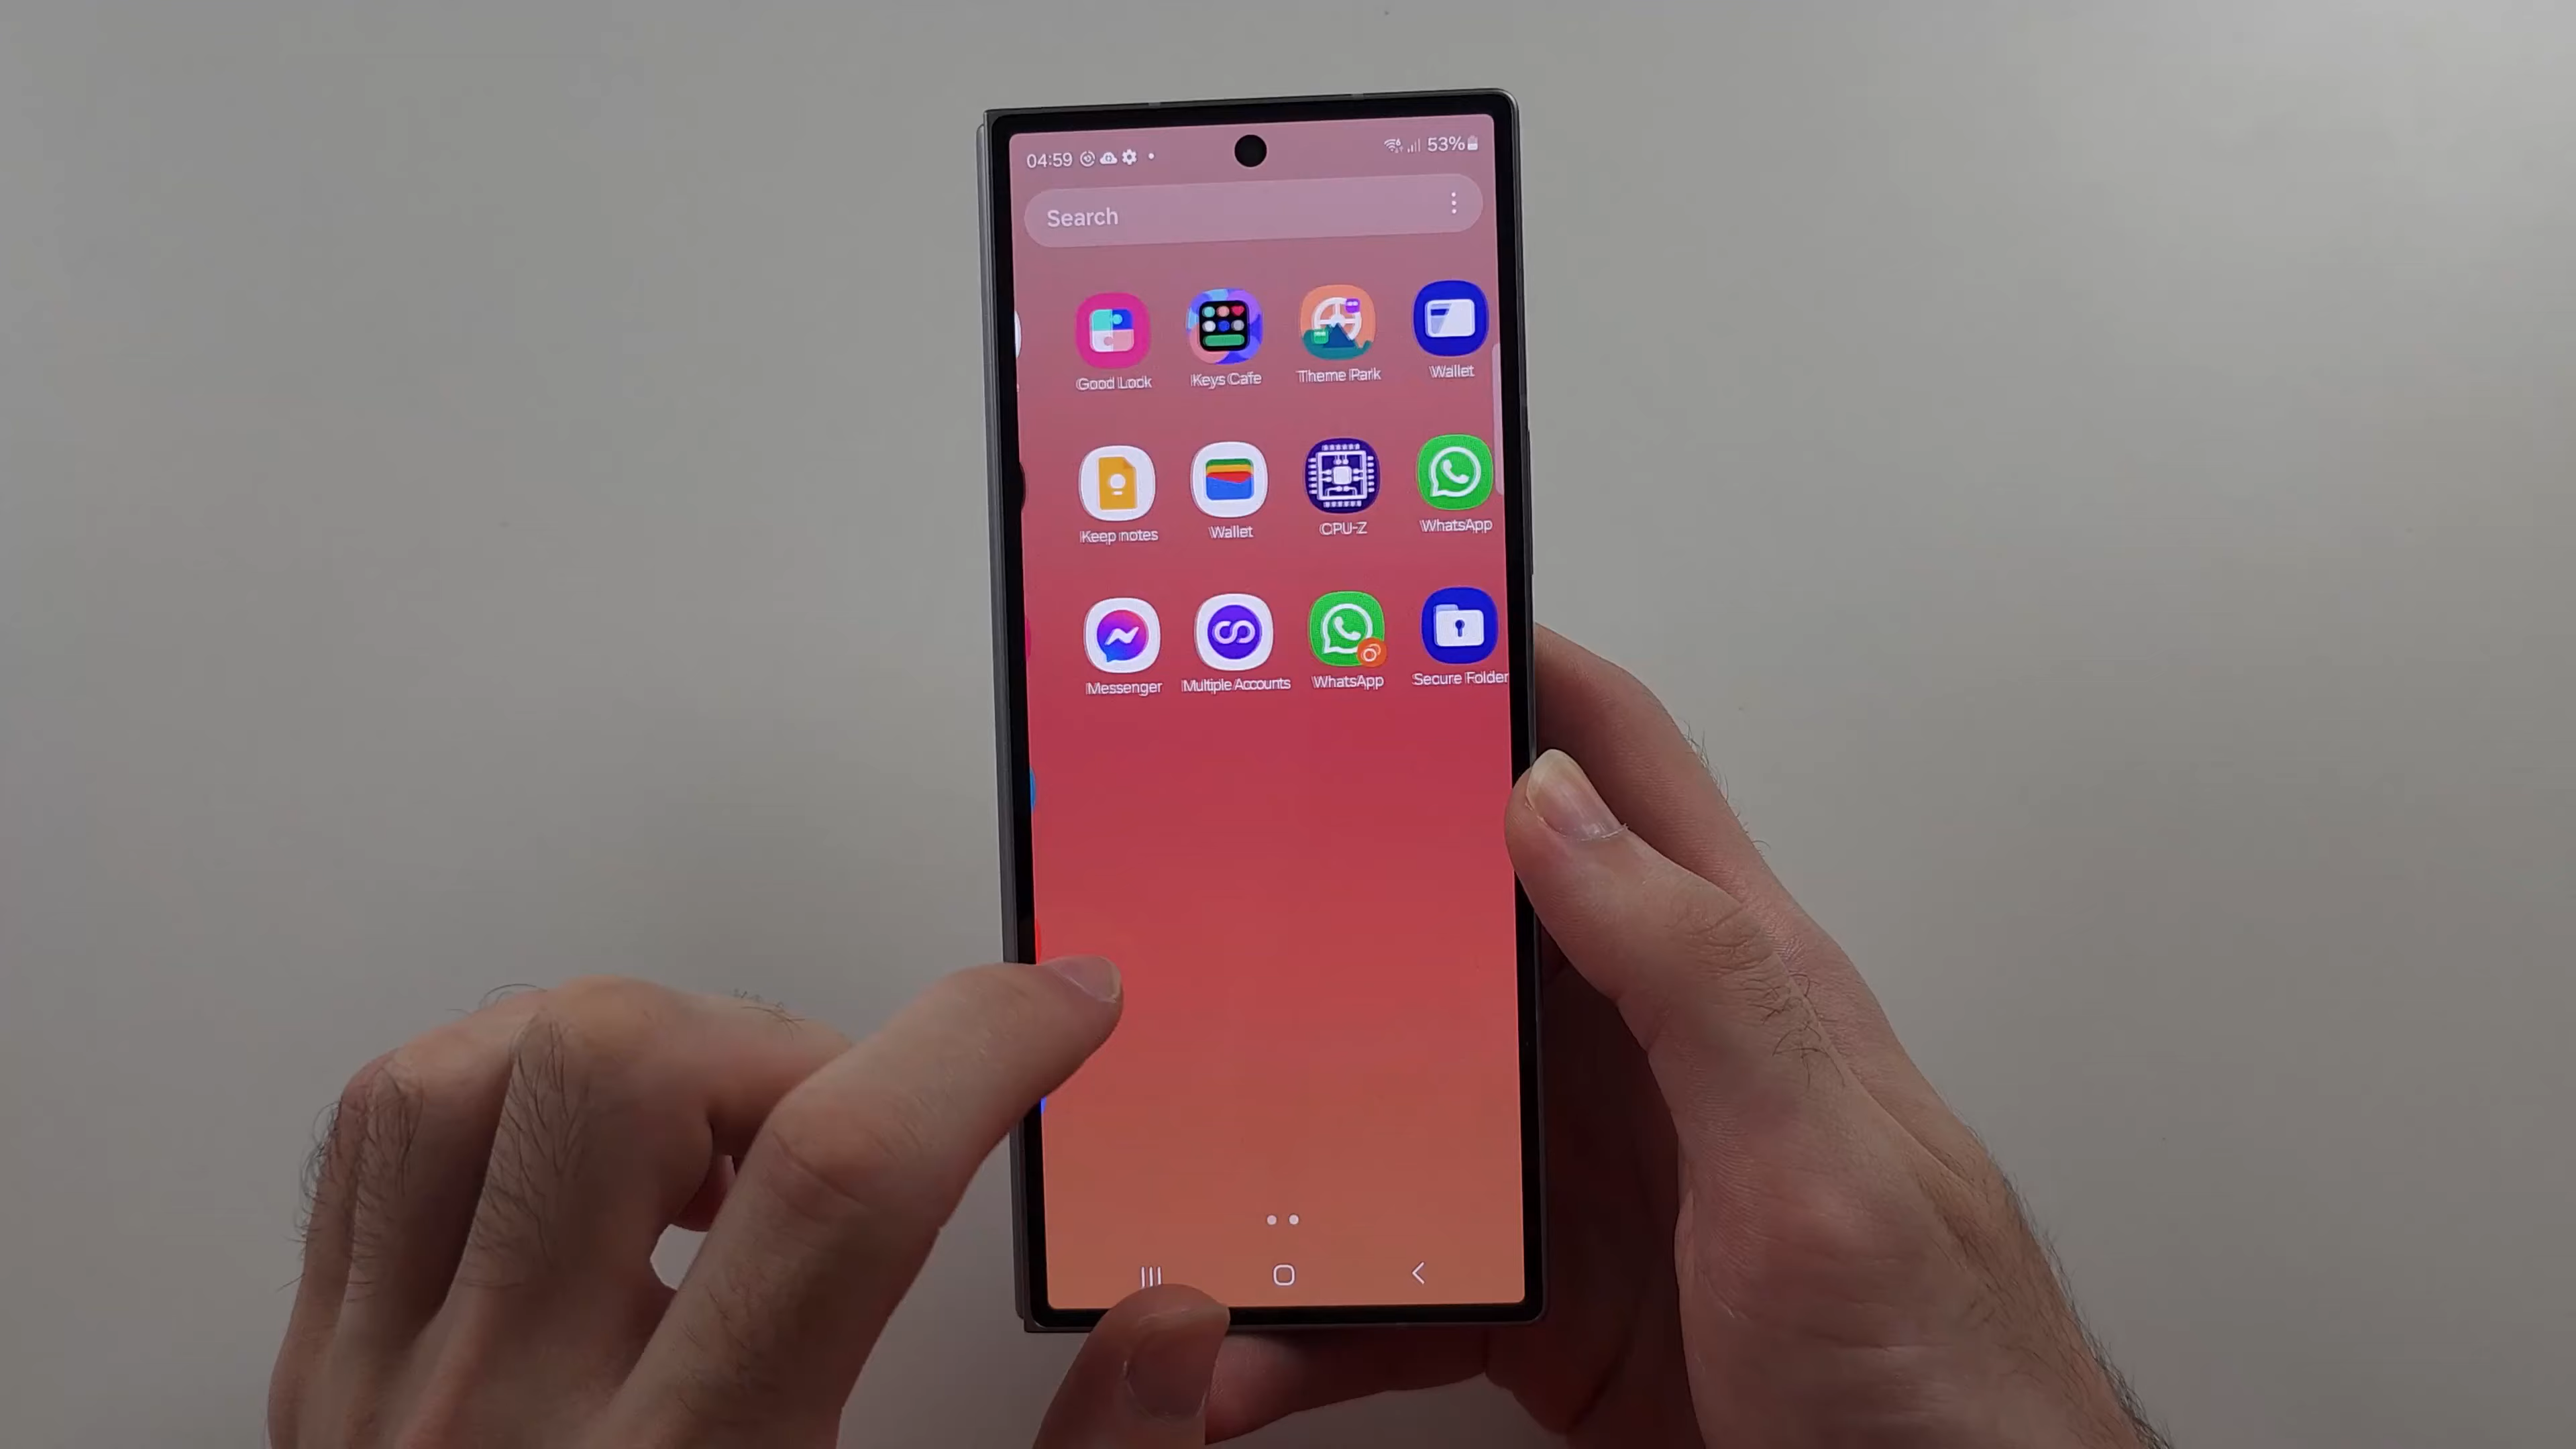 04:59
53%
Search
Good Lock
Keys Cafe
Theme Park
Wallet
Keep notes
Wallet
CPU-Z
WhatsApp
Messenger
Multiple Accounts
WhatsApp
Secure Folder